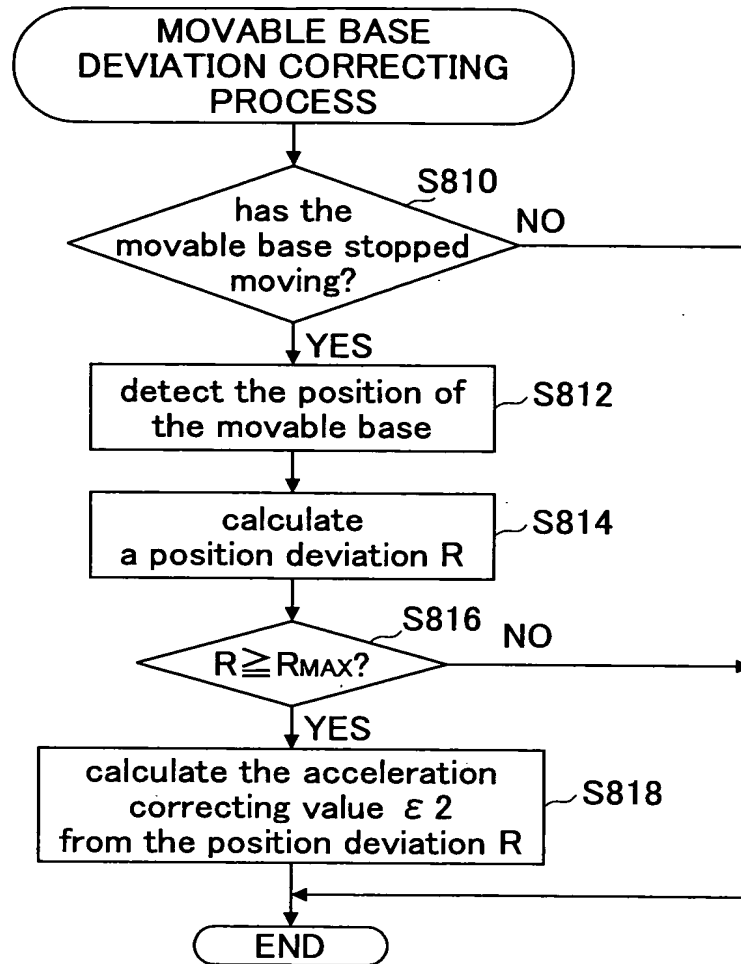 MOVABLE BASE
DEVIATION CORRECTING
PROCESS
S810
has the
movable base stopped
moving?
NO
YES
detect the position of
the movable base
S812
calculate
a position deviation R
S814
S816
R≧RMAX?
NO
YES
calculate the acceleration
correcting value ε2
from the position deviation R
S818
END